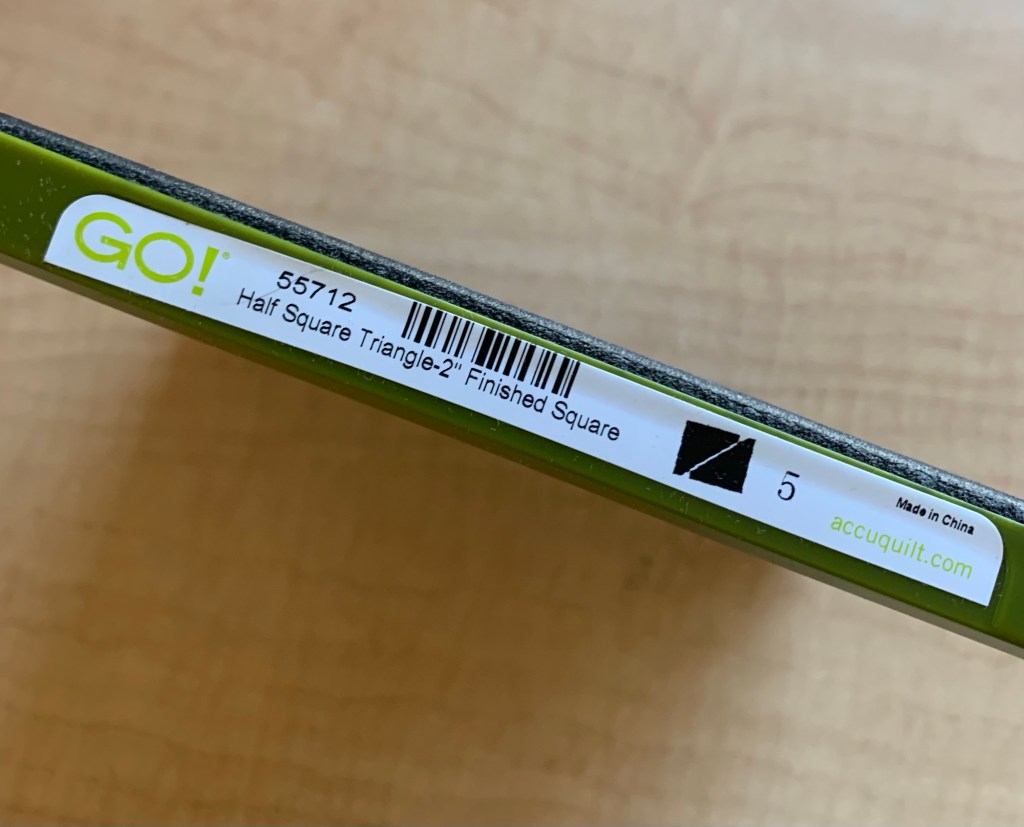 GO!®
55712
Half Square Triangle-2" Finished Square
5
Made in China
accuquilt.com